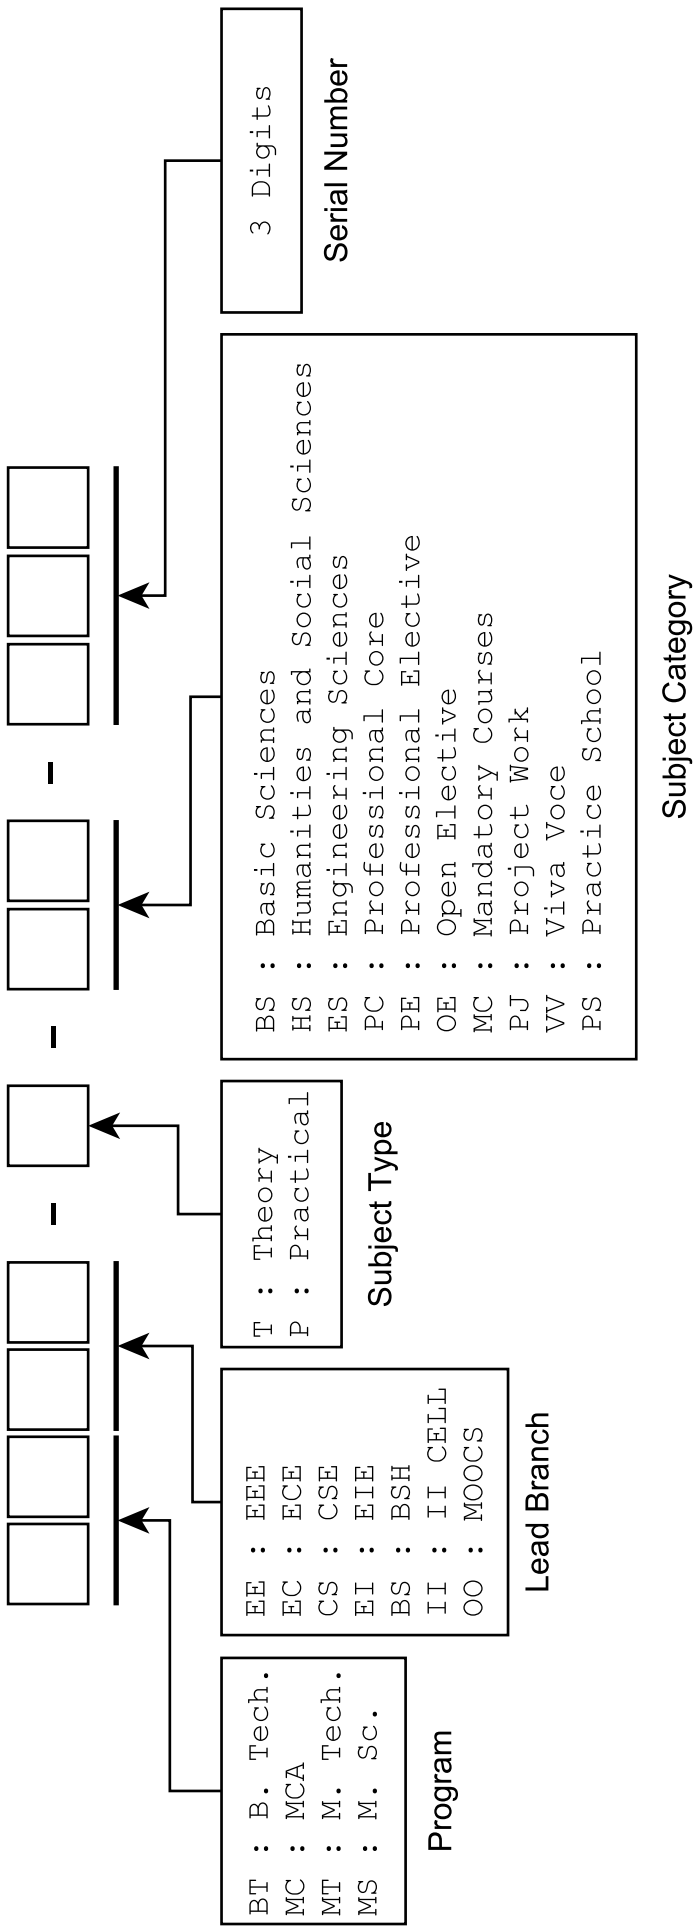 BT : B. Tech.
MC : MCA
MT : M. Tech.
MS : M. Sc.
Program
EE : EEE
EC : ECE
CS : CSE
EI : EIE
BS : BSH
II : II CELL
OO : MOOCS
Lead Branch
T : Theory
P : Practical
Subject Type
BS : Basic Sciences
HS : Humanities and Social Sciences
ES : Engineering Sciences
PC : Professional Core
PE : Professional Elective
OE : Open Elective
MC : Mandatory Courses
PJ : Project Work
VV : Viva Voce
PS : Practice School
Subject Category
3 Digits
Serial Number